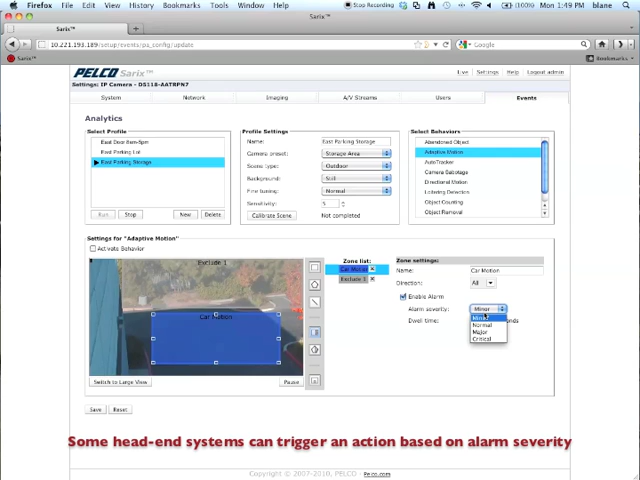 Firefox File Edit View History Bookmarks Tools Window Help Stop Recording (100%) Mon 1:49 PM blane
Sarix™
10.221.193.189/setup/events/ps_config/update Google
Sarix™ Bookmarks
PELCO Sarix™ Live Settings Help Logout admin
Settings: IP Camera - DS118-AATRPN7
System Network Imaging A/V Streams Users Events
Analytics
Select Profile
East Door 8am-5pm
East Parking Lot
East Parking Storage
Run Stop New Delete
Profile Settings
Name: East Parking Storage
Camera preset: Storage Area
Scene type: Outdoor
Background: Still
Fine tuning: Normal
Sensitivity: 5
Calibrate Scene Not completed
Select Behaviors
Abandoned Object
Adaptive Motion
AutoTracker
Camera Sabotage
Directional Motion
Loitering Detection
Object Counting
Object Removal
Settings for "Adaptive Motion"
Activate Behavior
Exclude 1
Car Motion
Switch to Large View Pause
Zone list:
Car Motion
Exclude 1
Zone settings:
Name: Car Motion
Direction: All
Enable Alarm
Alarm severity: Minor
Minor
Normal
Major
Critical
Dwell time:
Save Reset
Some head-end systems can trigger an action based on alarm severity
Copyright © 2007-2010, PELCO · Pelco.com